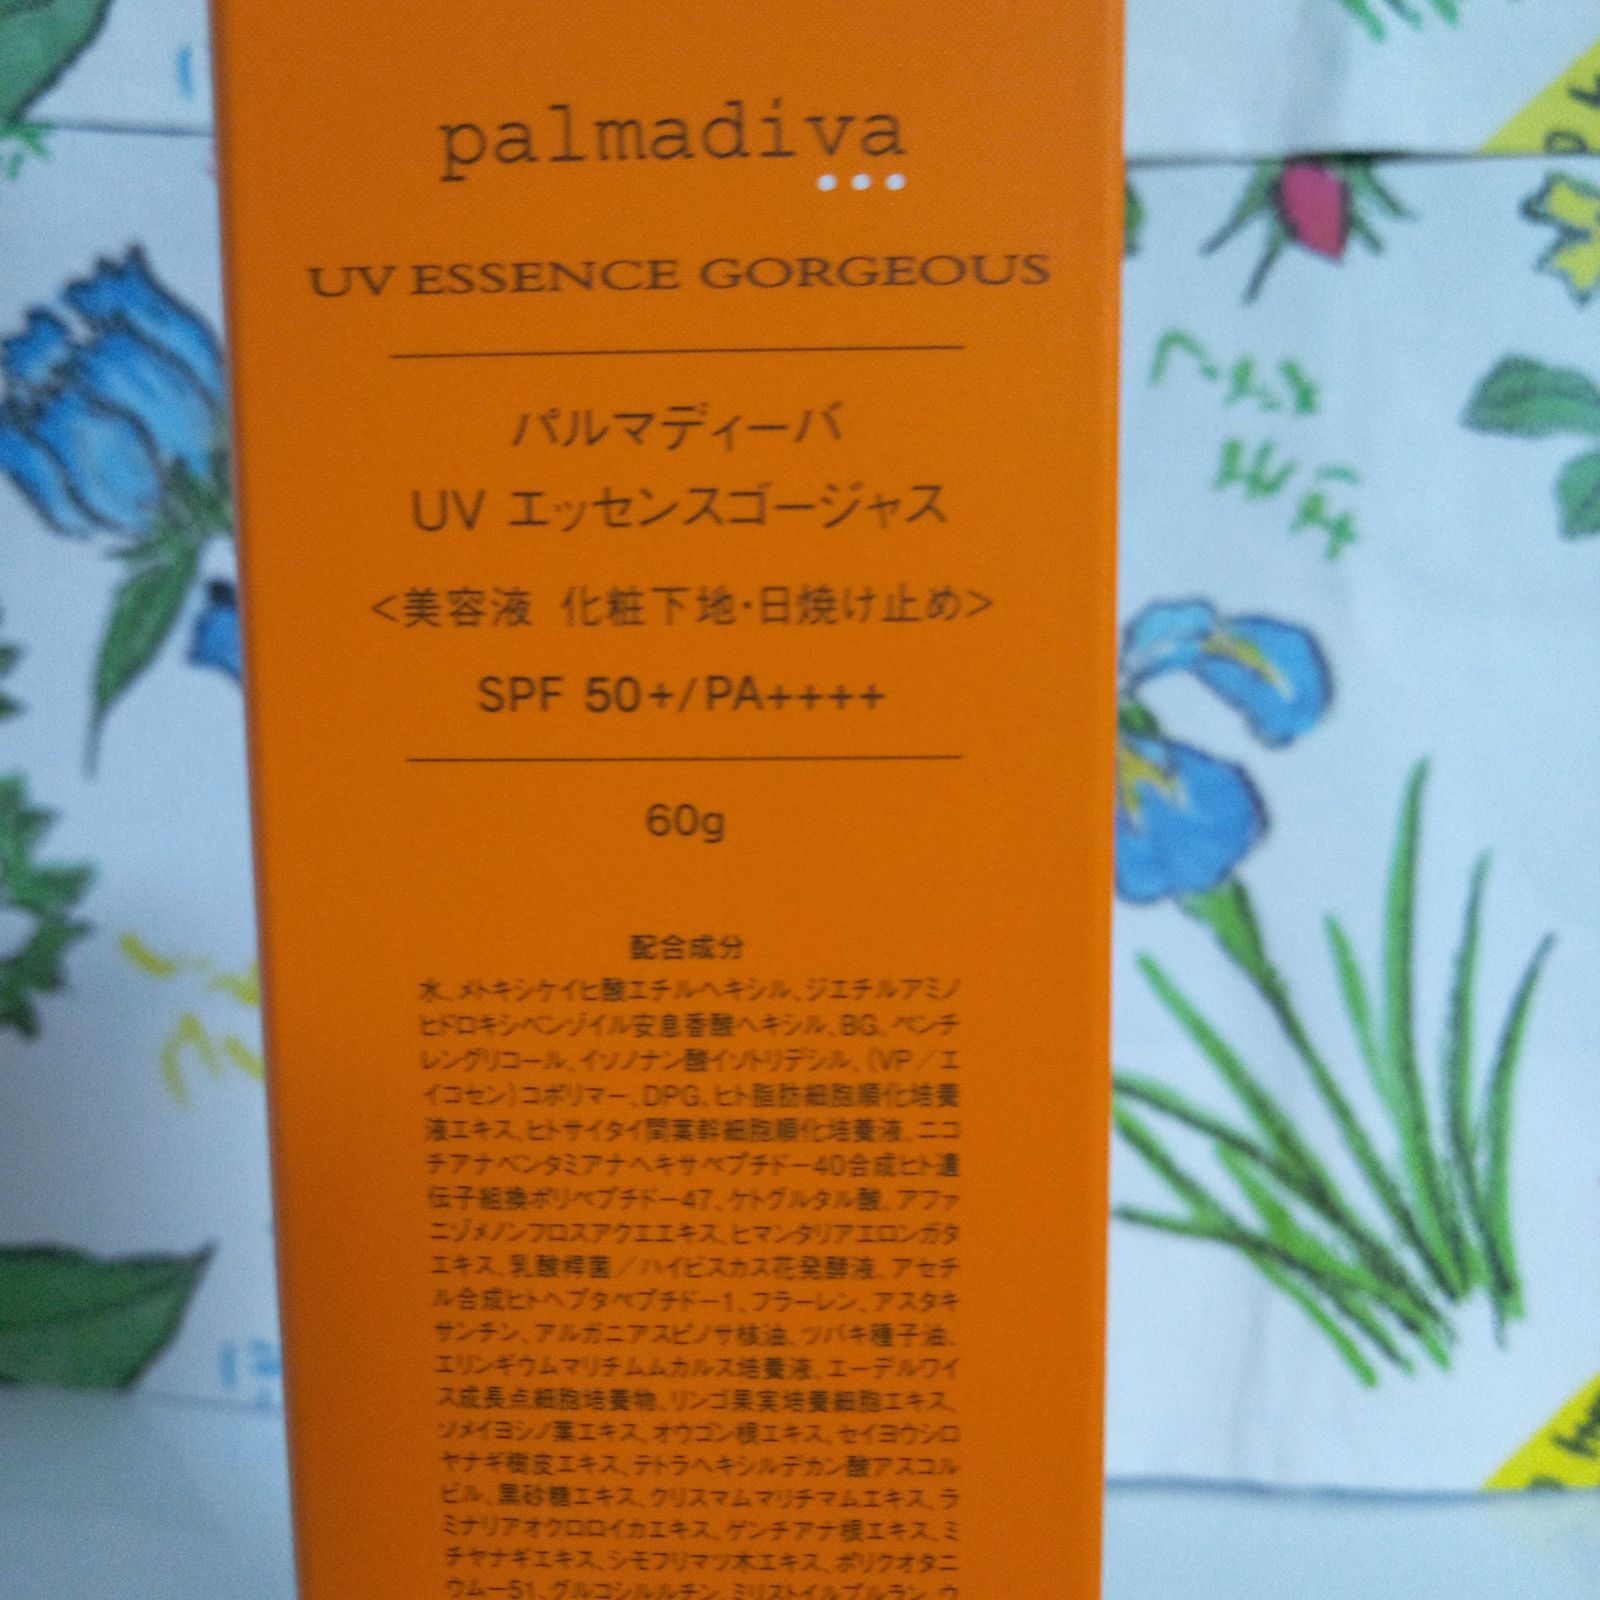 palmadiva
UV ESSENCE GORGEOUS
パルマディーバ
UV エッセンスゴージャス
<美容液 化粧下地・日焼け止め>
SPF 50+/PA++++
60g
配合成分
水、メトキシケイヒ酸エチルヘキシル、ジエチルアミノ
ヒドロキシベンゾイル安息香酸ヘキシル、BG、ペンチ
レングリコール、イソノナン酸イソトリデシル、(VP/エ
イコセン)コポリマー、DPG、ヒト脂肪細胞順化培養
液エキス、ヒトサイタイ間葉幹細胞順化培養液、ニコ
チアナベンタミアナヘキサペプチドー40合成ヒト遺
伝子組換ポリペプチドー47、ケトグルタル酸、アファ
ニゾメノンフロスアクエエキス、ヒマンタリアエロンガタ
エキス、乳酸桿菌/ハイビスカス花発酵液、アセチ
ル合成ヒトヘプタペプチドー1、フラーレン、アスタキ
サンチン、アルガニアスピノサ核油、ツバキ種子油、
エリンギウムマリチムムカルス培養液、エーデルワイ
ス成長点細胞培養物、リンゴ果実培養細胞エキス、
ソメイヨシノ葉エキス、オウゴン根エキス、セイヨウシロ
ヤナギ樹皮エキス、テトラヘキシルデカン酸アスコル
ビル、黒砂糖エキス、クリスマムマリチマムエキス、ラ
ミナリアオクロロイカエキス、ゲンチアナ根エキス、ミ
チヤナギエキス、シモフリマツ木エキス、ポリクオタニ
ウムー51、グルコシルルチン、ミリストイルプルラン、ウ